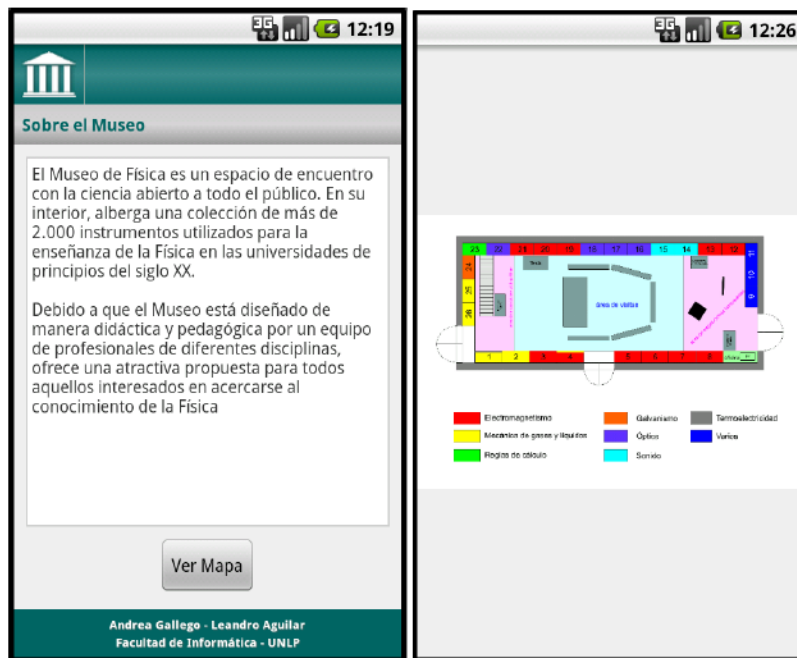 3G 12:19
Sobre el Museo
El Museo de Física es un espacio de encuentro
con la ciencia abierto a todo el público. En su
interior, alberga una colección de más de
2.000 instrumentos utilizados para la
enseñanza de la Física en las universidades de
principios del siglo XX.
Debido a que el Museo está diseñado de
manera didáctica y pedagógica por un equipo
de profesionales de diferentes disciplinas,
ofrece una atractiva propuesta para todos
aquellos interesados en acercarse al
conocimiento de la Física
Ver Mapa
Andrea Gallego - Leandro Aguilar
Facultad de Informática - UNLP
3G 12:26
23 22 21 20 19 18 17 16 15 14 13 12
24
25
26
11
10
9
área de visitas
1 2 3 4 5 6 7 8
Electromagnetismo
Mecánica de gases y líquidos
Reglas de cálculo
Galvanismo
Óptica
Sonido
Termoelectricidad
Varios